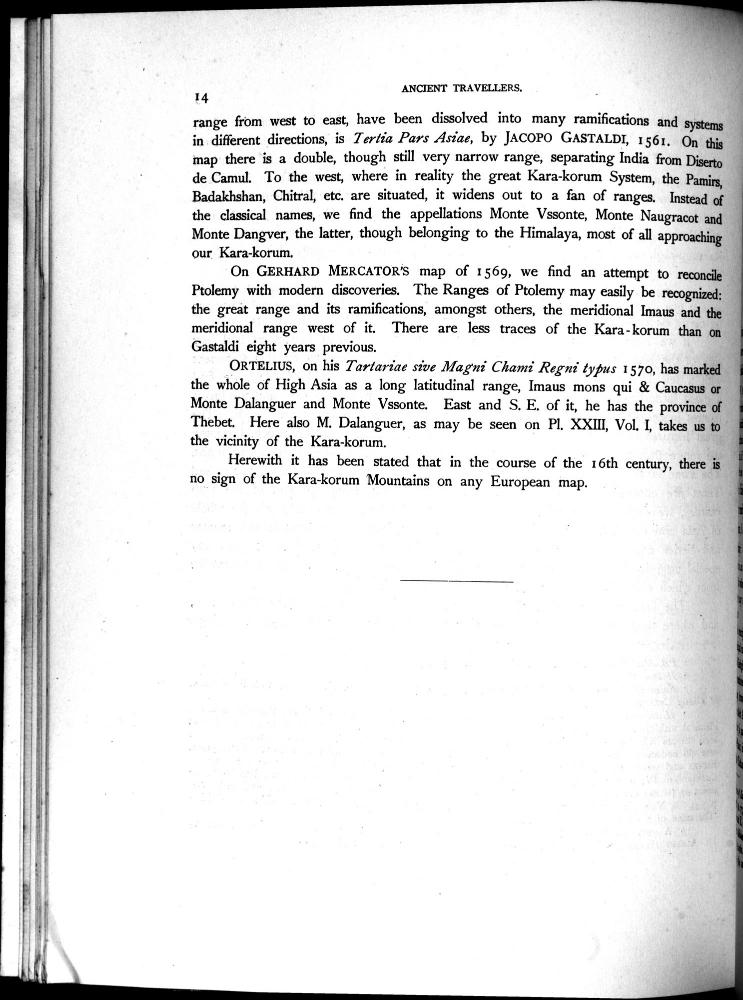 14
ANCIENT TRAVELLERS.
range from west to east, have been dissolved into many ramifications and systems
in different directions, is Tertia Pars Asiae, by JACOPO GASTALDI, 1561. On this
map there is a double, though still very narrow range, separating India from Diserto
de Camul. To the west, where in reality the great Kara-korum System, the Pamirs,
Badakhshan, Chitral, etc. are situated, it widens out to a fan of ranges. Instead of
the classical names, we find the appellations Monte Vssonte, Monte Naugracot and
Monte Dangver, the latter, though belonging to the Himalaya, most of all approaching
our Kara-korum.
On GERHARD MERCATOR'S map of 1569, we find an attempt to reconcile
Ptolemy with modern discoveries. The Ranges of Ptolemy may easily be recognized:
the great range and its ramifications, amongst others, the meridional Imaus and the
meridional range west of it. There are less traces of the Kara-korum than on
Gastaldi eight years previous.
ORTELIUS, on his Tartariae sive Magni Chami Regni typus 1570, has marked
the whole of High Asia as a long latitudinal range, Imaus mons qui & Caucasus or
Monte Dalanguer and Monte Vssonte. East and S. E. of it, he has the province of
Thebet. Here also M. Dalanguer, as may be seen on Pl. XXIII, Vol. I, takes us to
the vicinity of the Kara-korum.
Herewith it has been stated that in the course of the 16th century, there is
no sign of the Kara-korum Mountains on any European map.